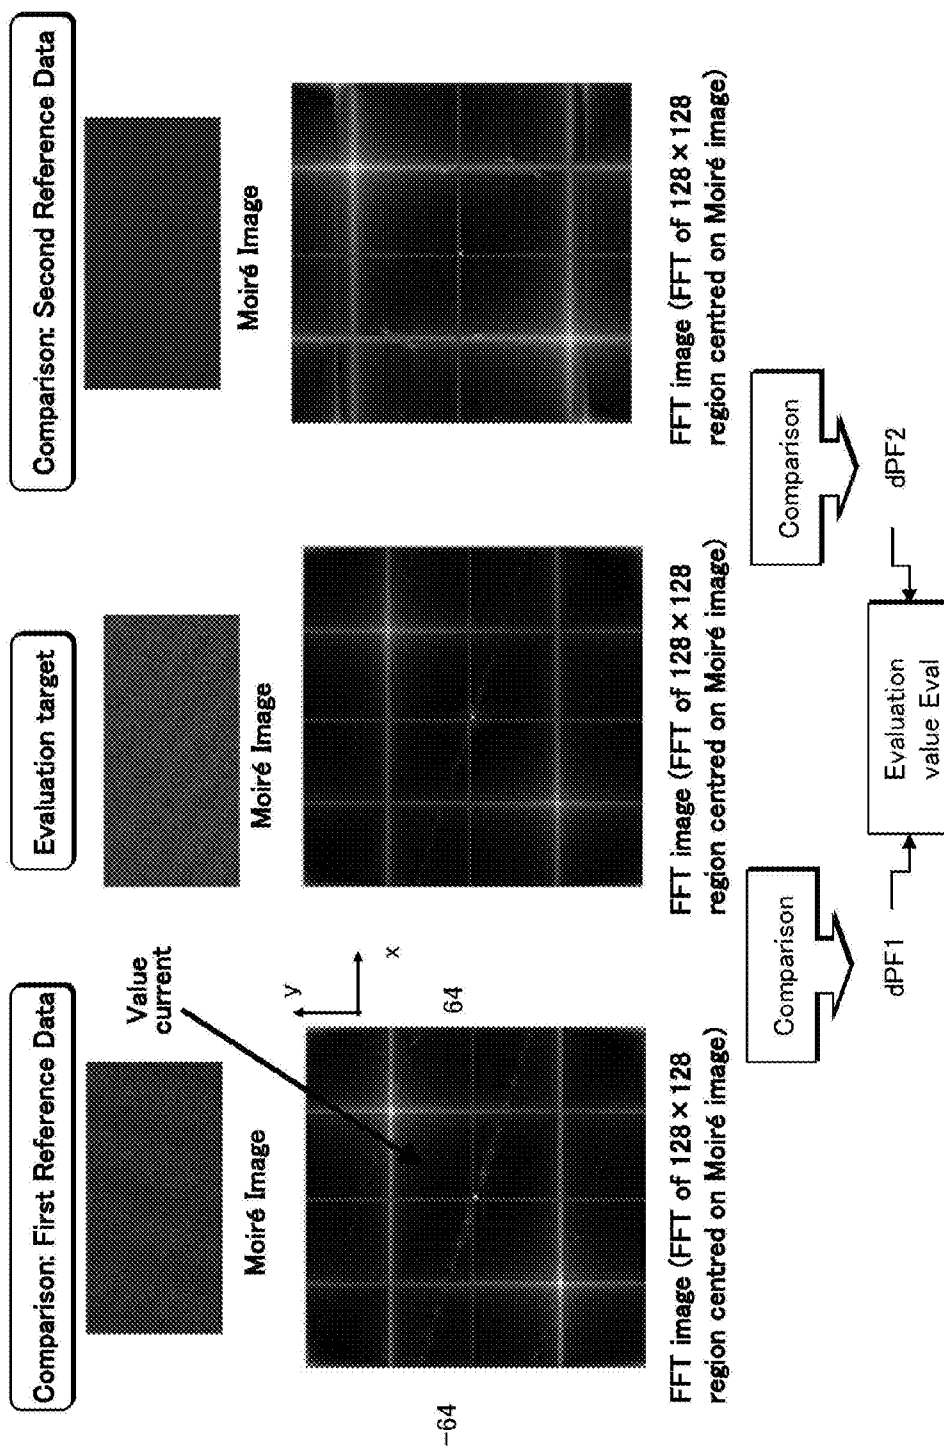 Comparison: First Reference Data
Moiré Image
Value
current
y
x
-64
64
FFT image (FFT of 128×128
region centred on Moiré image)
Evaluation target
Moiré Image
FFT image (FFT of 128×128
region centred on Moiré image)
Comparison: Second Reference Data
Moiré Image
FFT image (FFT of 128×128
region centred on Moiré image)
Comparison
dPF1
Comparison
dPF2
Evaluation
value Eval